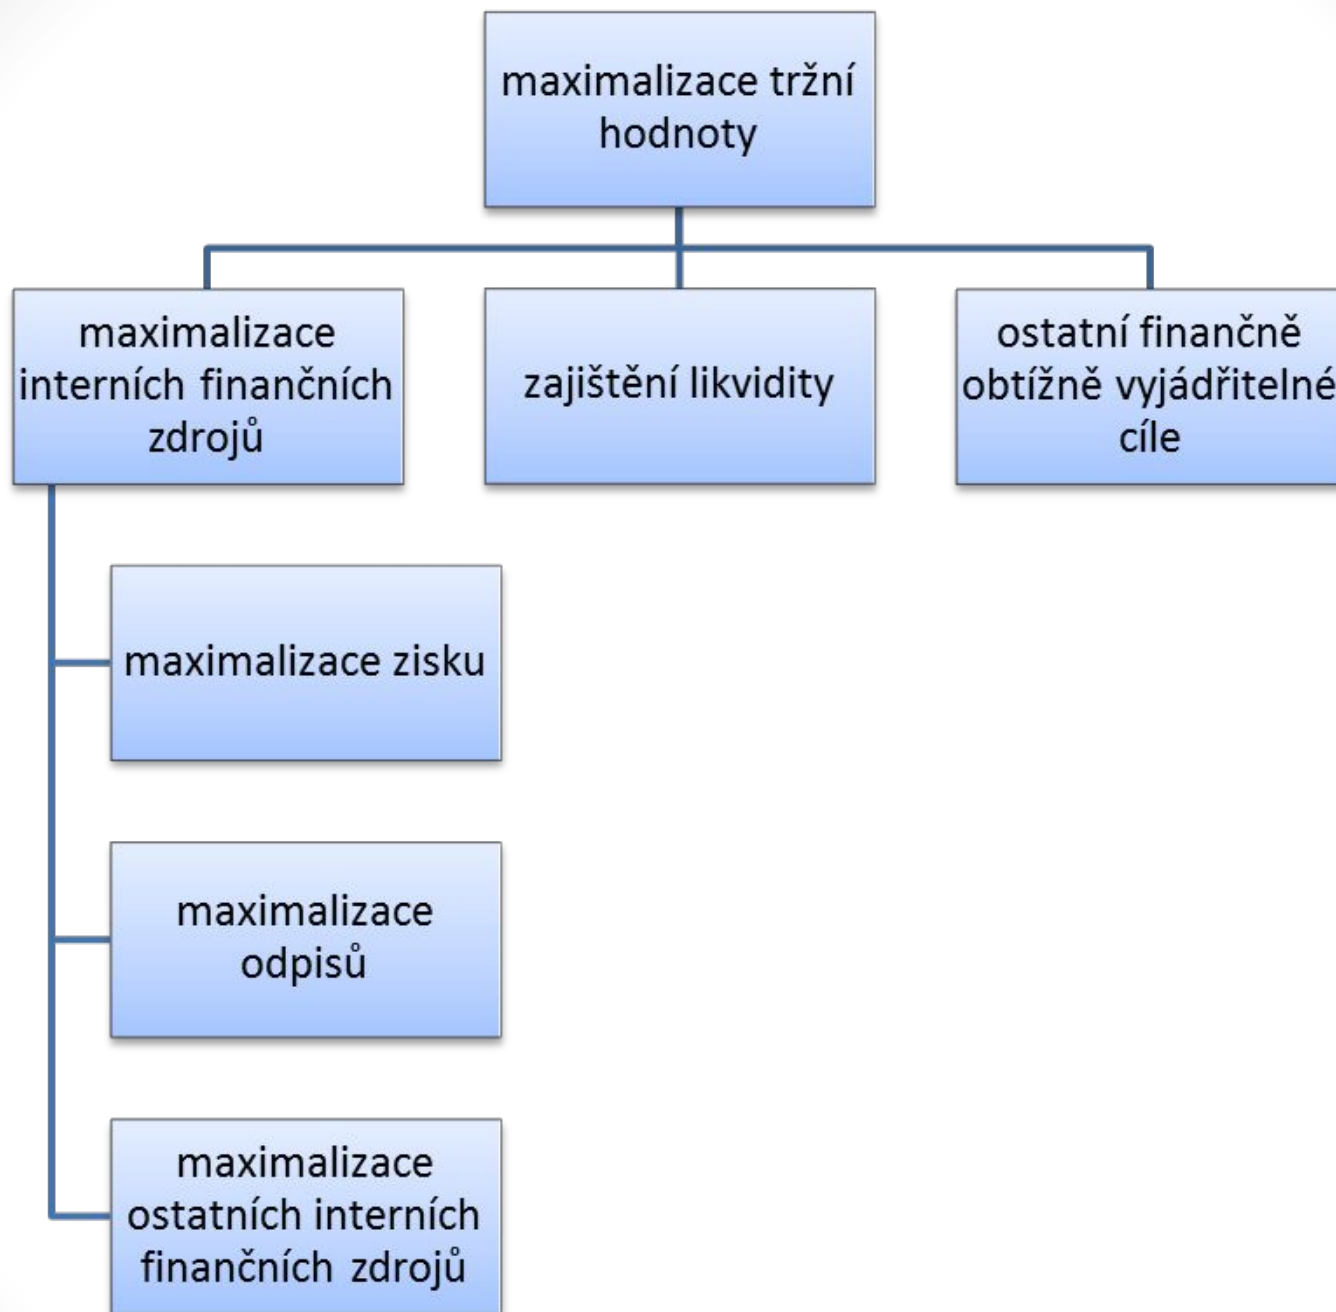 maximalizace tržní
hodnoty
maximalizace
interních finančních
zdrojů
zajištění likvidity
ostatní finančně
obtížně vyjádřitelné
cíle
maximalizace zisku
maximalizace
odpisů
maximalizace
ostatních interních
finančních zdrojů